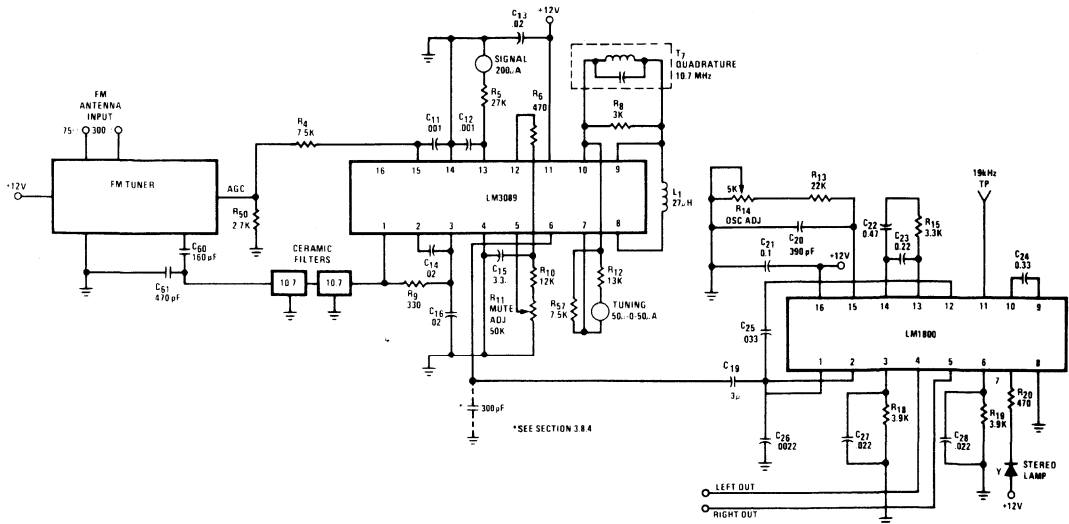 FM
ANTENNA
INPUT
75
300
+12V
FM TUNER
AGC
R50
2.7K
C60
160pF
C61
470pF
CERAMIC
FILTERS
10.7
10.7
R4
7.5K
C11
.001
C12
.001
C13
.02
+12V
SIGNAL
200µA
R5
27K
R6
470
T7
QUADRATURE
10.7 MHz
R8
3K
L1
27µH
16
15
14
13
12
11
10
9
LM3089
1
2
3
4
5
6
7
8
C14
.02
R9
330
C16
.02
C15
3.3
R10
12K
R11
MUTE
ADJ
50K
R57
7.5K
R12
13K
TUNING
50-0-50µA
* 300pF
*SEE SECTION 3.8.4
C19
3µ
C25
.033
C26
.0022
5K
R14
OSC ADJ
R13
22K
C20
390 pF
C21
0.1
+12V
C22
0.47
C23
0.22
R15
3.3K
19kHz
TP
C24
0.33
16
15
14
13
12
11
10
9
LM1800
1
2
3
4
5
6
7
8
C27
.022
R18
3.9K
C28
.022
R19
3.9K
R20
470
Y
STEREO
LAMP
+12V
LEFT OUT
RIGHT OUT